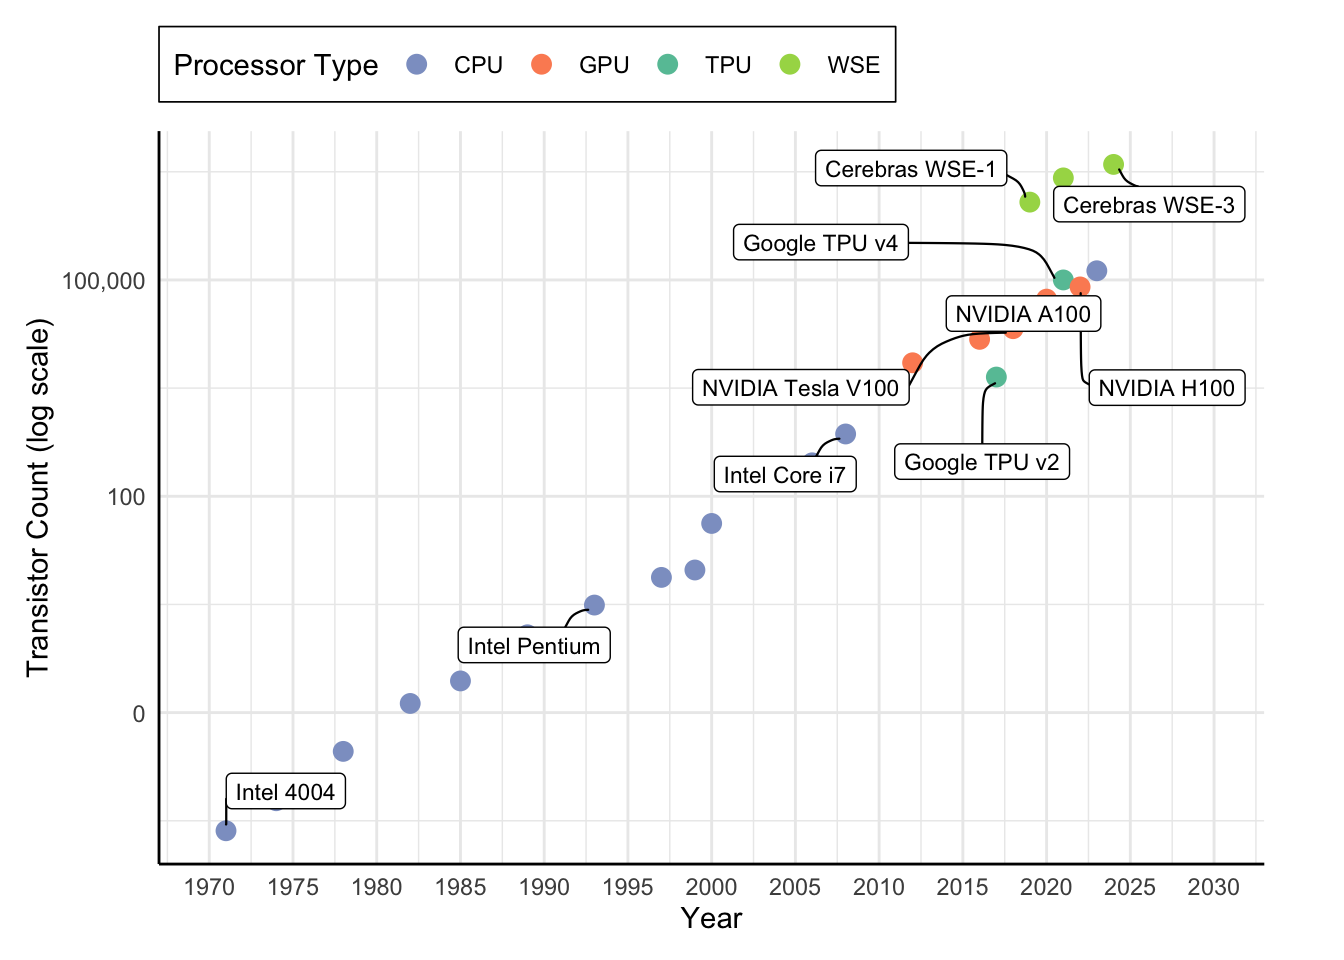 Processor Type CPU GPU TPU WSE
Cerebras WSE-1
Cerebras WSE-3
Google TPU v4
100,000
NVIDIA A100
NVIDIA Tesla V100
NVIDIA H100
Google TPU v2
Intel Core i7
100
Intel Pentium
0
Intel 4004
Transistor Count (log scale)
1970 1975 1980 1985 1990 1995 2000 2005 2010 2015 2020 2025 2030
Year